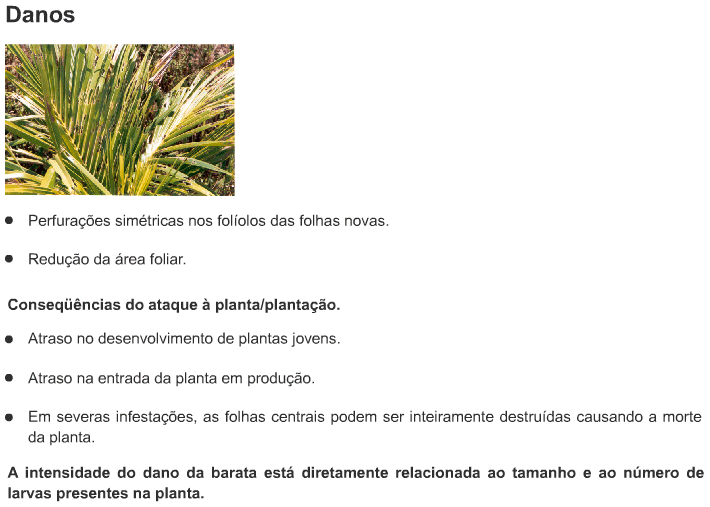 Danos
● Perfurações simétricas nos folíolos das folhas novas.
● Redução da área foliar.
Conseqüências do ataque à planta/plantação.
● Atraso no desenvolvimento de plantas jovens.
● Atraso na entrada da planta em produção.
● Em severas infestações, as folhas centrais podem ser inteiramente destruídas causando a morte
da planta.
A intensidade do dano da barata está diretamente relacionada ao tamanho e ao número de
larvas presentes na planta.